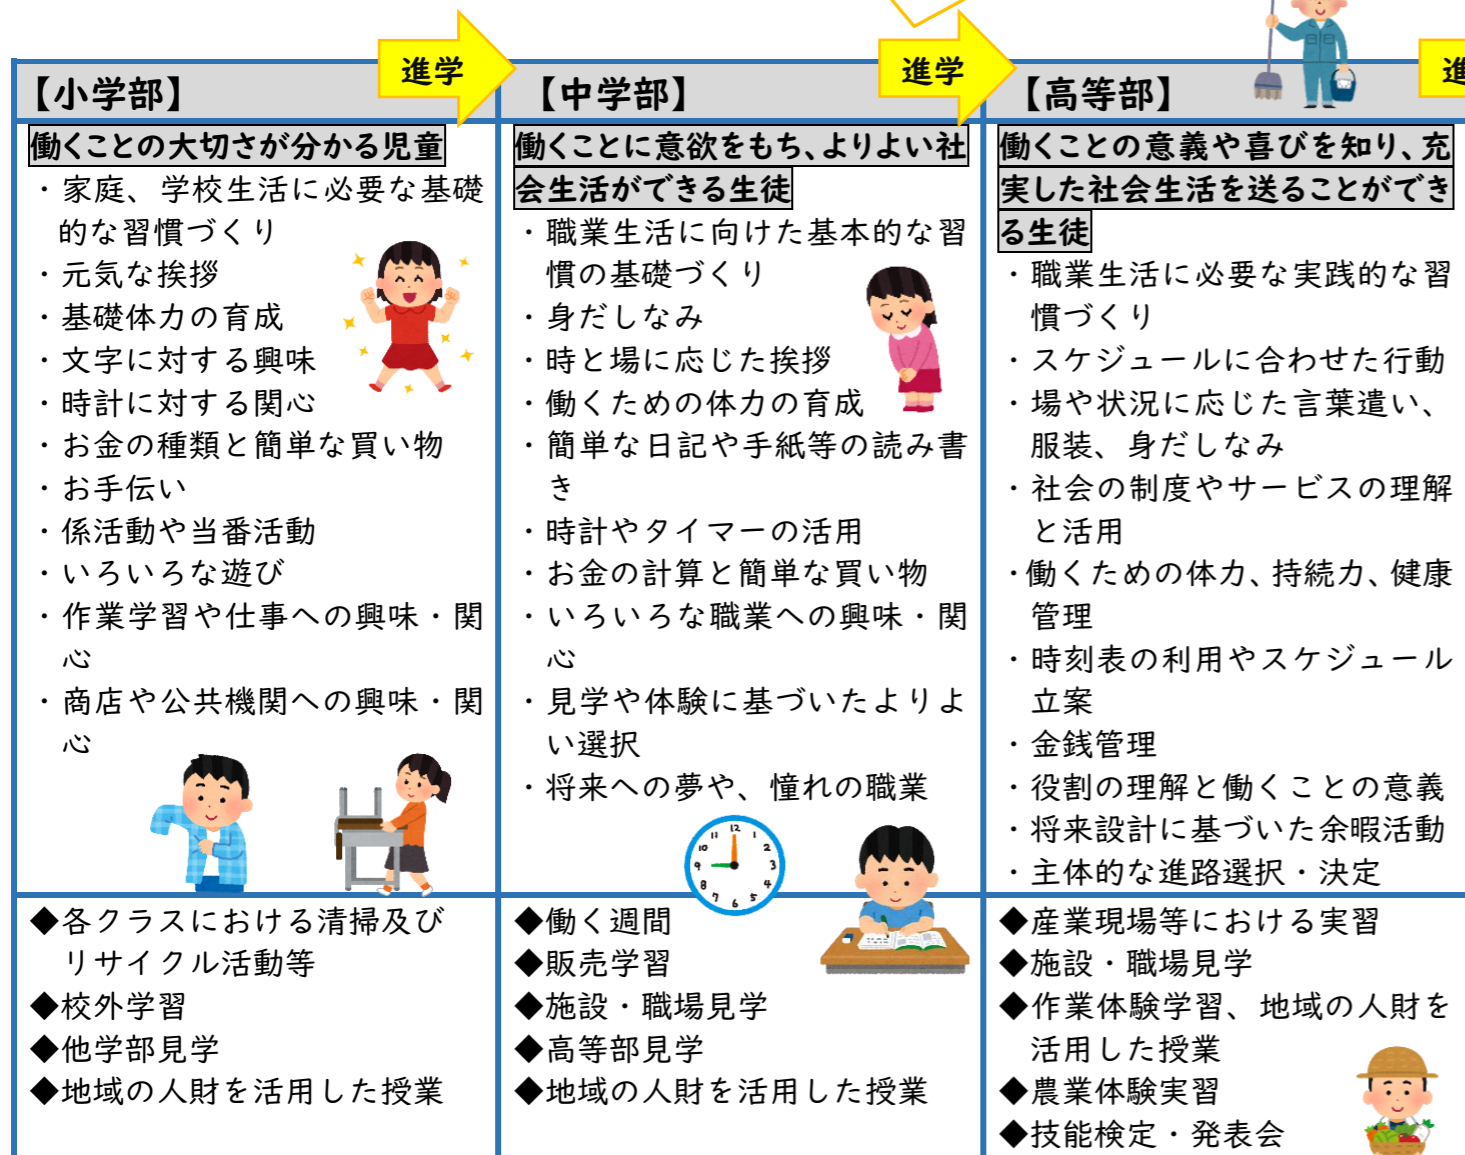 進学
進学
進
【小学部】
働くことの大切さが分かる児童
・家庭、学校生活に必要な基礎
的な習慣づくり
・元気な挨拶
・基礎体力の育成
・文字に対する興味
・時計に対する関心
・お金の種類と簡単な買い物
・お手伝い
・係活動や当番活動
・いろいろな遊び
・作業学習や仕事への興味・関
心
・商店や公共機関への興味・関
心
◆各クラスにおける清掃及び
リサイクル活動等
◆校外学習
◆他学部見学
◆地域の人財を活用した授業
【中学部】
働くことに意欲をもち、よりよい社
会生活ができる生徒
・職業生活に向けた基本的な習
慣の基礎づくり
・身だしなみ
・時と場に応じた挨拶
・働くための体力の育成
・簡単な日記や手紙等の読み書
き
・時計やタイマーの活用
・お金の計算と簡単な買い物
・いろいろな職業への興味・関
心
・見学や体験に基づいたよりよ
い選択
・将来への夢や、憧れの職業
12
1
2
3
4
5
6
7
8
9
10
11
◆働く週間
◆販売学習
◆施設・職場見学
◆高等部見学
◆地域の人財を活用した授業
【高等部】
働くことの意義や喜びを知り、充
実した社会生活を送ることができ
る生徒
・職業生活に必要な実践的な習
慣づくり
・スケジュールに合わせた行動
・場や状況に応じた言葉遣い、
服装、身だしなみ
・社会の制度やサービスの理解
と活用
・働くための体力、持続力、健康
管理
・時刻表の利用やスケジュール
立案
・金銭管理
・役割の理解と働くことの意義
・将来設計に基づいた余暇活動
・主体的な進路選択・決定
◆産業現場等における実習
◆施設・職場見学
◆作業体験学習、地域の人財を
活用した授業
◆農業体験実習
◆技能検定・発表会